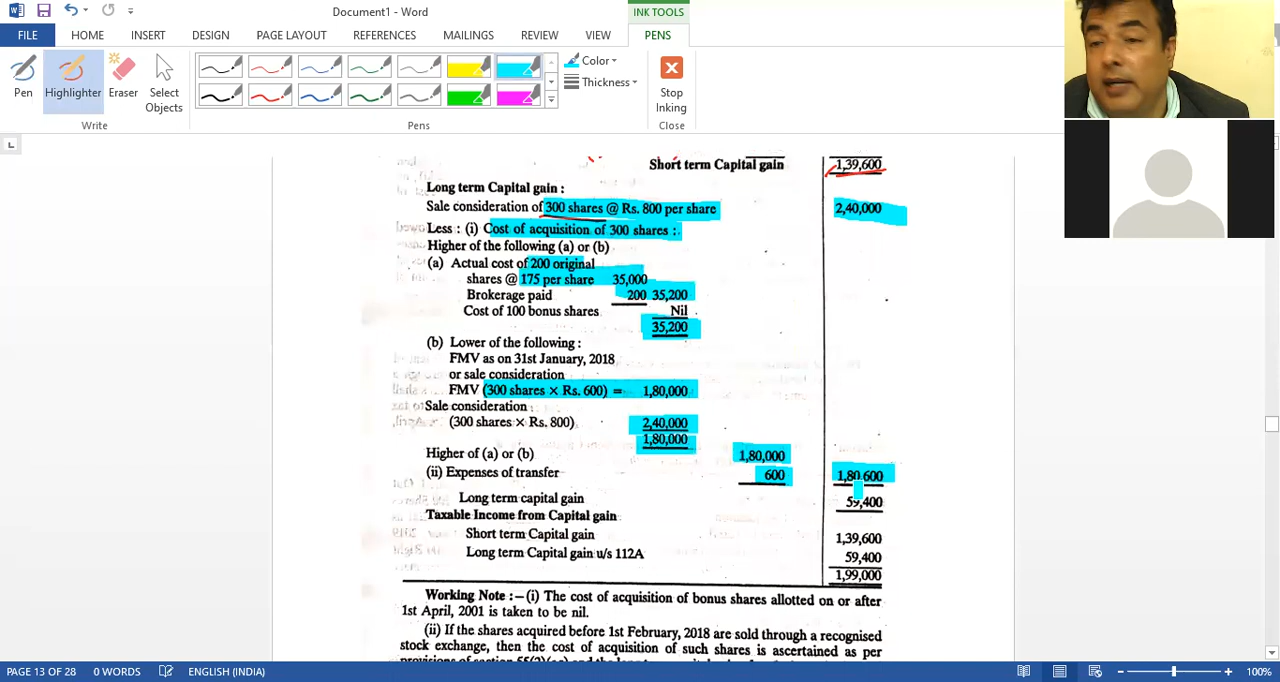 Document1 - Word
INK TOOLS
FILE HOME INSERT DESIGN PAGE LAYOUT REFERENCES MAILINGS REVIEW VIEW PENS
Pen Highlighter Eraser Select Objects
Color
Thickness
Stop Inking
Write Pens Close
Short term Capital gain 1,39,600
Long term Capital gain :
Sale consideration of 300 shares @ Rs. 800 per share 2,40,000
Less : (i) Cost of acquisition of 300 shares :
Higher of the following (a) or (b)
(a) Actual cost of 200 original
shares @ 175 per share 35,000
Brokerage paid 200 35,200
Cost of 100 bonus shares Nil
35,200
(b) Lower of the following :
FMV as on 31st January, 2018
or sale consideration
FMV (300 shares × Rs. 600) = 1,80,000
Sale consideration :
(300 shares × Rs. 800) 2,40,000
1,80,000
Higher of (a) or (b) 1,80,000
(ii) Expenses of transfer 600 1,80,600
Long term capital gain 59,400
Taxable Income from Capital gain
Short term Capital gain 1,39,600
Long term Capital gain u/s 112A 59,400
1,99,000
Working Note :– (i) The cost of acquisition of bonus shares allotted on or after
1st April, 2001 is taken to be nil.
(ii) If the shares acquired before 1st February, 2018 are sold through a recognised
stock exchange, then the cost of acquisition of such shares is ascertained as per
PAGE 13 OF 28 0 WORDS ENGLISH (INDIA) 100%